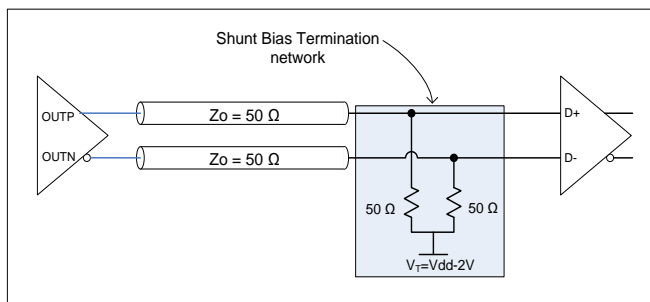 Shunt Bias Termination
network
OUTP
Zo = 50 Ω
D+
OUTN
Zo = 50 Ω
D-
50 Ω
50 Ω
VT=Vdd-2V